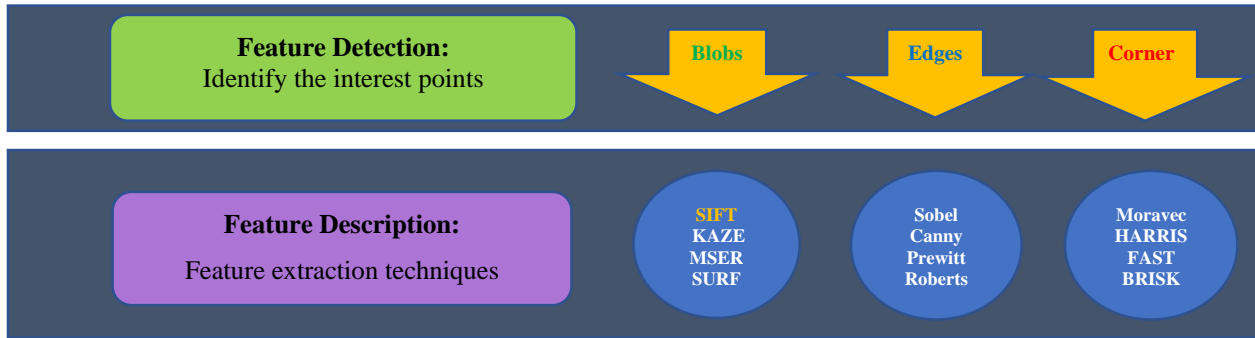 Feature Detection:
Identify the interest points
Blobs
Edges
Corner
Feature Description:
Feature extraction techniques
SIFT
KAZE
MSER
SURF
Sobel
Canny
Prewitt
Roberts
Moravec
HARRIS
FAST
BRISK